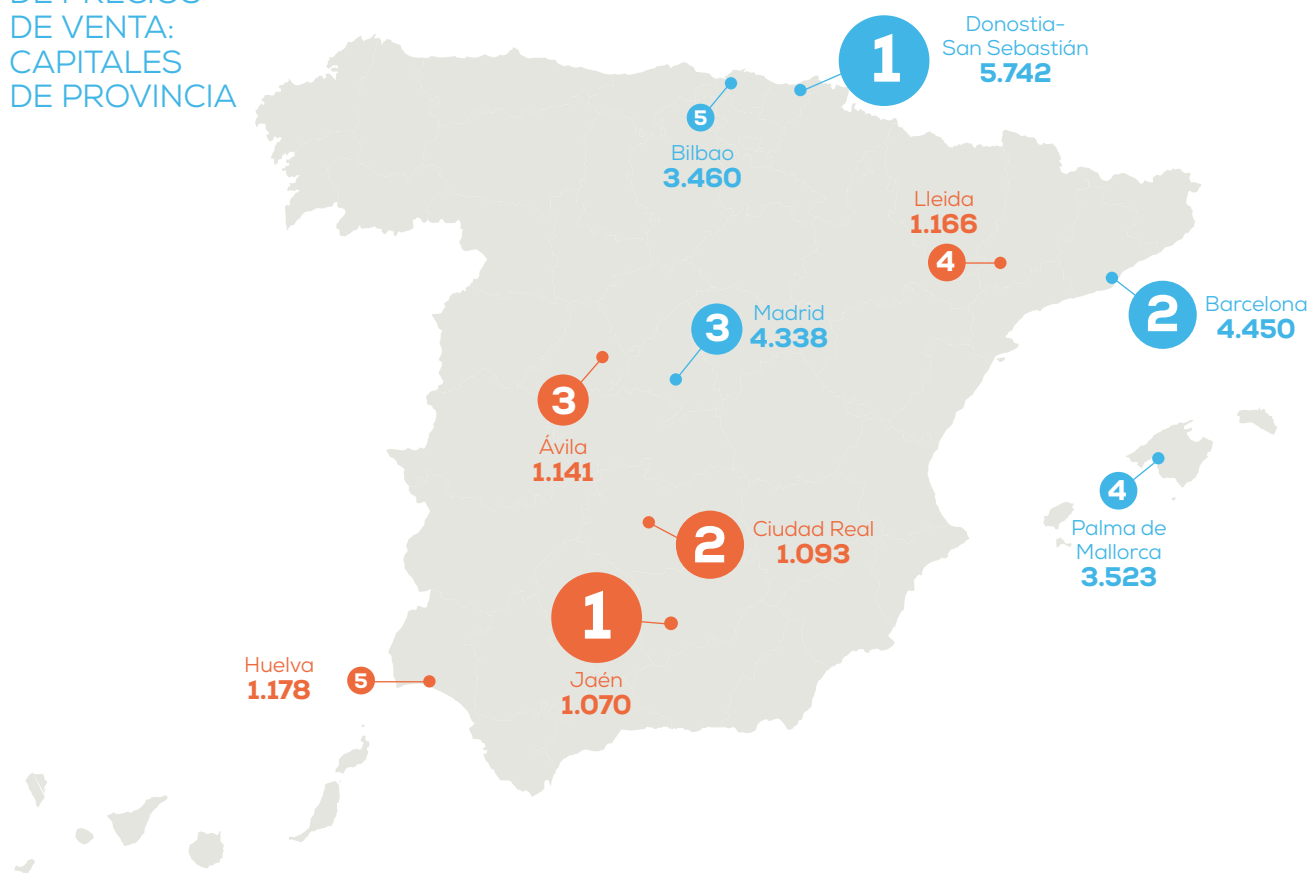 DE PRECIOS
DE VENTA:
CAPITALES
DE PROVINCIA
1
Donostia-
San Sebastián
5.742
5
Bilbao
3.460
Lleida
1.166
4
2
Barcelona
4.450
3
Madrid
4.338
3
Ávila
1.141
4
Palma de
Mallorca
3.523
2
Ciudad Real
1.093
1
Jaén
1.070
Huelva
1.178
5